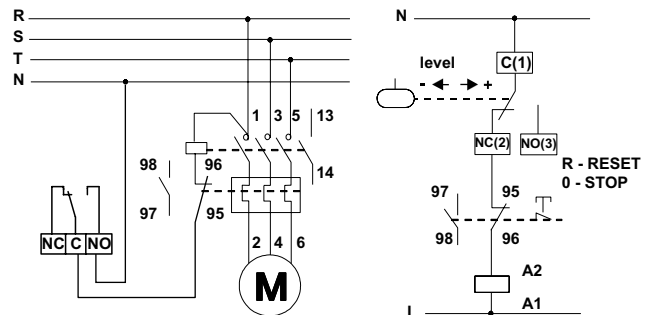 R
S
T
N
1 3 5 13
98 96 14
97 95
NC C NO
2 4 6
M
N
C(1)
level
- +
NC(2) NO(3)
R - RESET
0 - STOP
97 95
98 96
A2
A1
L